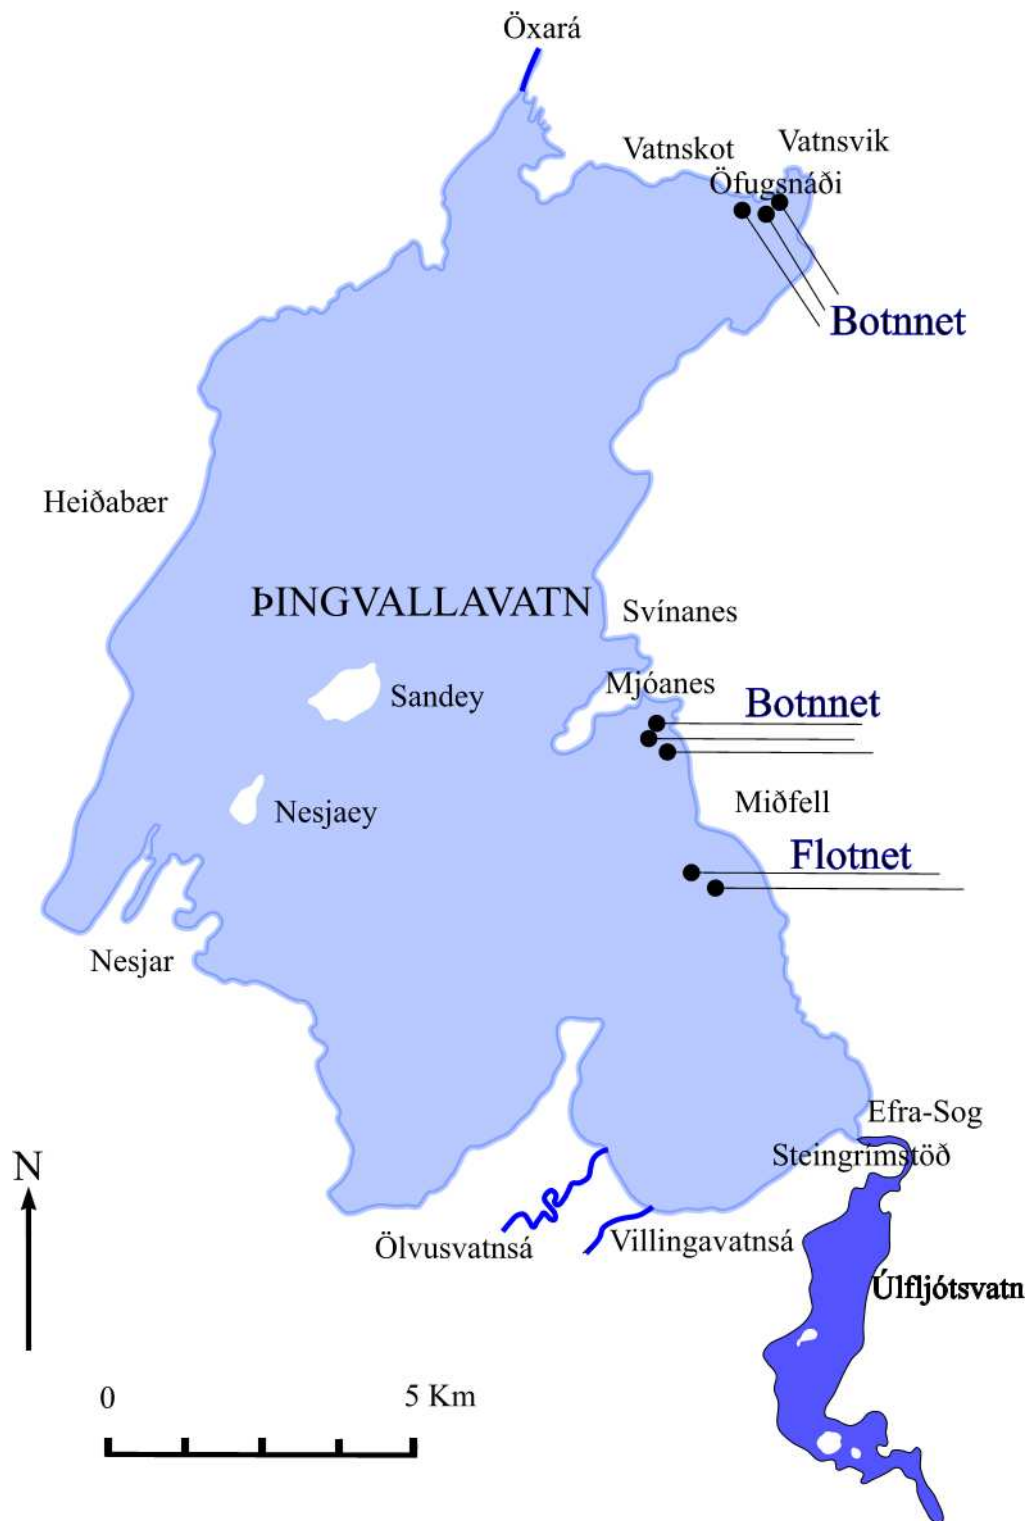 Öxará
Vatnskot
Vatnsvik
Öfugsnáði
Botnnet
Heiðabær
ÞINGVALLAVATN
Svínanes
Mjóanes
Sandey
Botnnet
Nesjaey
Miðfell
Flotnet
Nesjar
Efra-Sog
Steingrímstöð
N
Ölvusvatnsá
Villingavatnsá
Úlfljótsvatn
0
5 Km